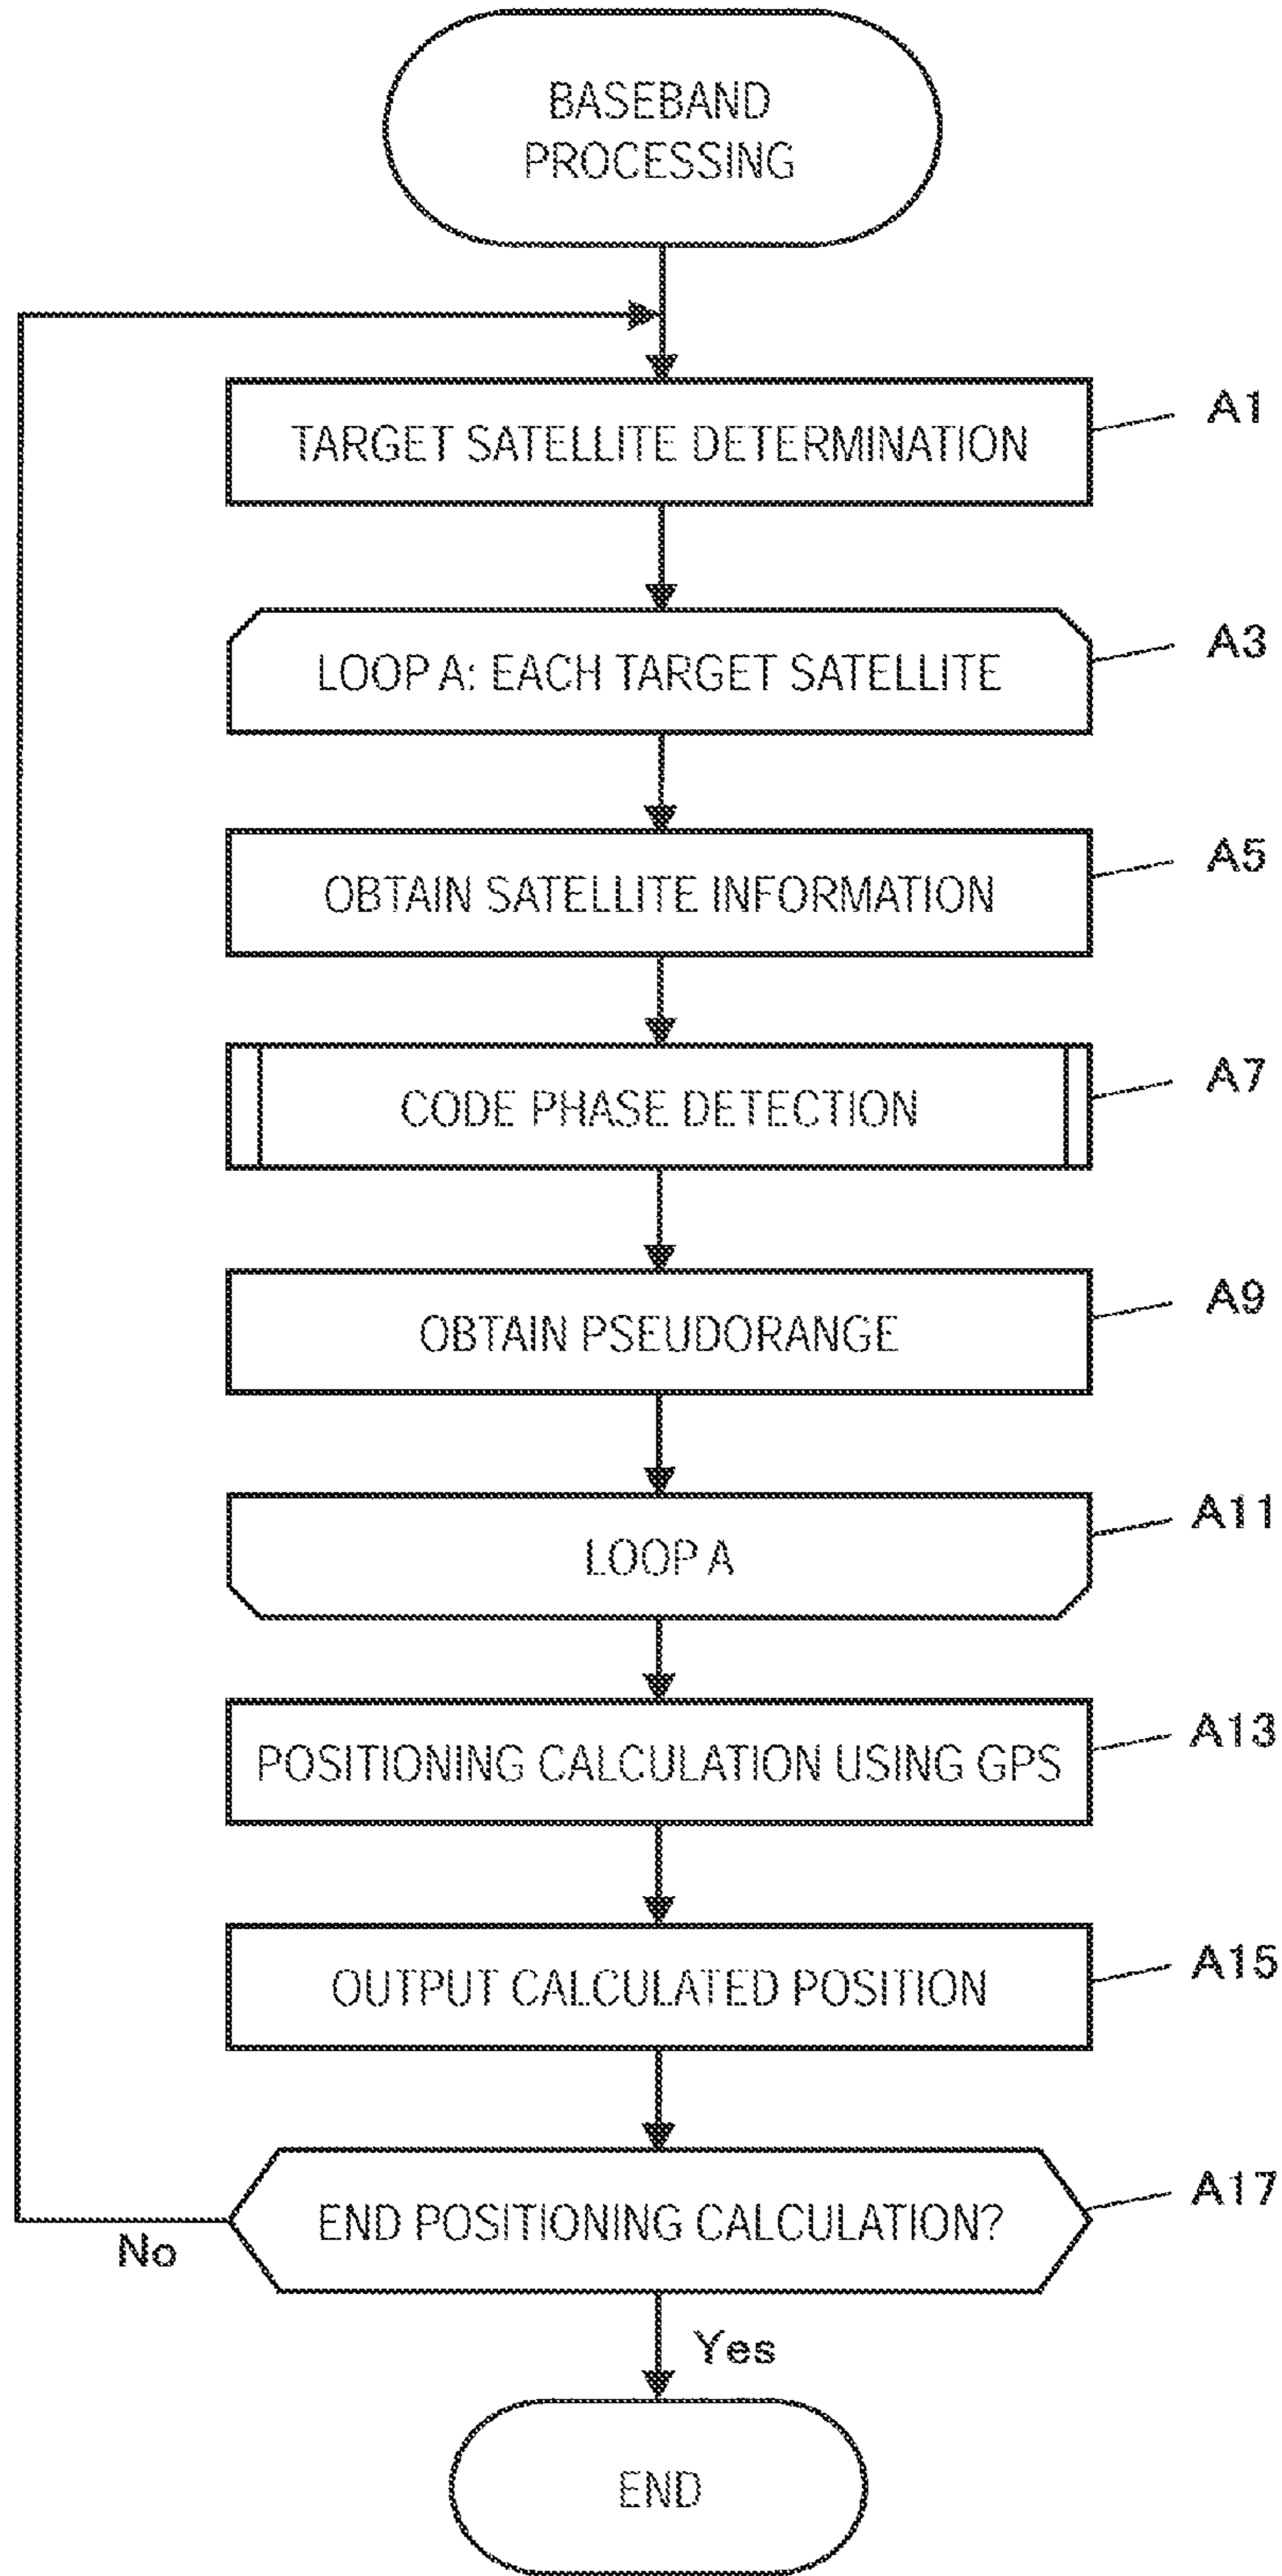 BASEBAND
PROCESSING
TARGET SATELLITE DETERMINATION
A1
LOOP A: EACH TARGET SATELLITE
A3
OBTAIN SATELLITE INFORMATION
A5
CODE PHASE DETECTION
A7
OBTAIN PSEUDORANGE
A9
LOOP A
A11
POSITIONING CALCULATION USING GPS
A13
OUTPUT CALCULATED POSITION
A15
END POSITIONING CALCULATION?
A17
No
Yes
END